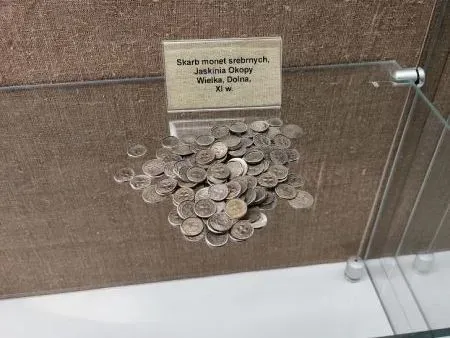 Skarb monet srebrnych,
Jaskinia Okopy
Wielka, Dolna,
XI w.